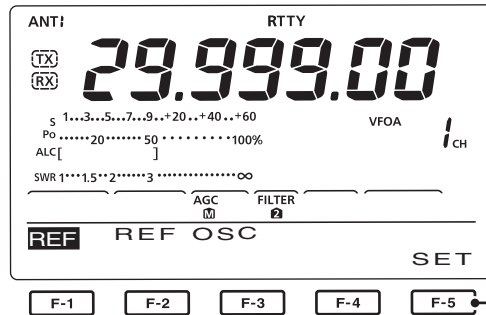 ANT1 RTTY
TX
RX
29.999.00
S 1•••3••5•••7••9••+20••+40••+60 VFOA 1 CH
Po •••••20•••••••50•••••••••100%
ALC[ ]
SWR 1•••1.5••2••••••3•••••••••••••••∞
AGC FILTER
M 2
REF REF OSC
SET
F-1 F-2 F-3 F-4 F-5